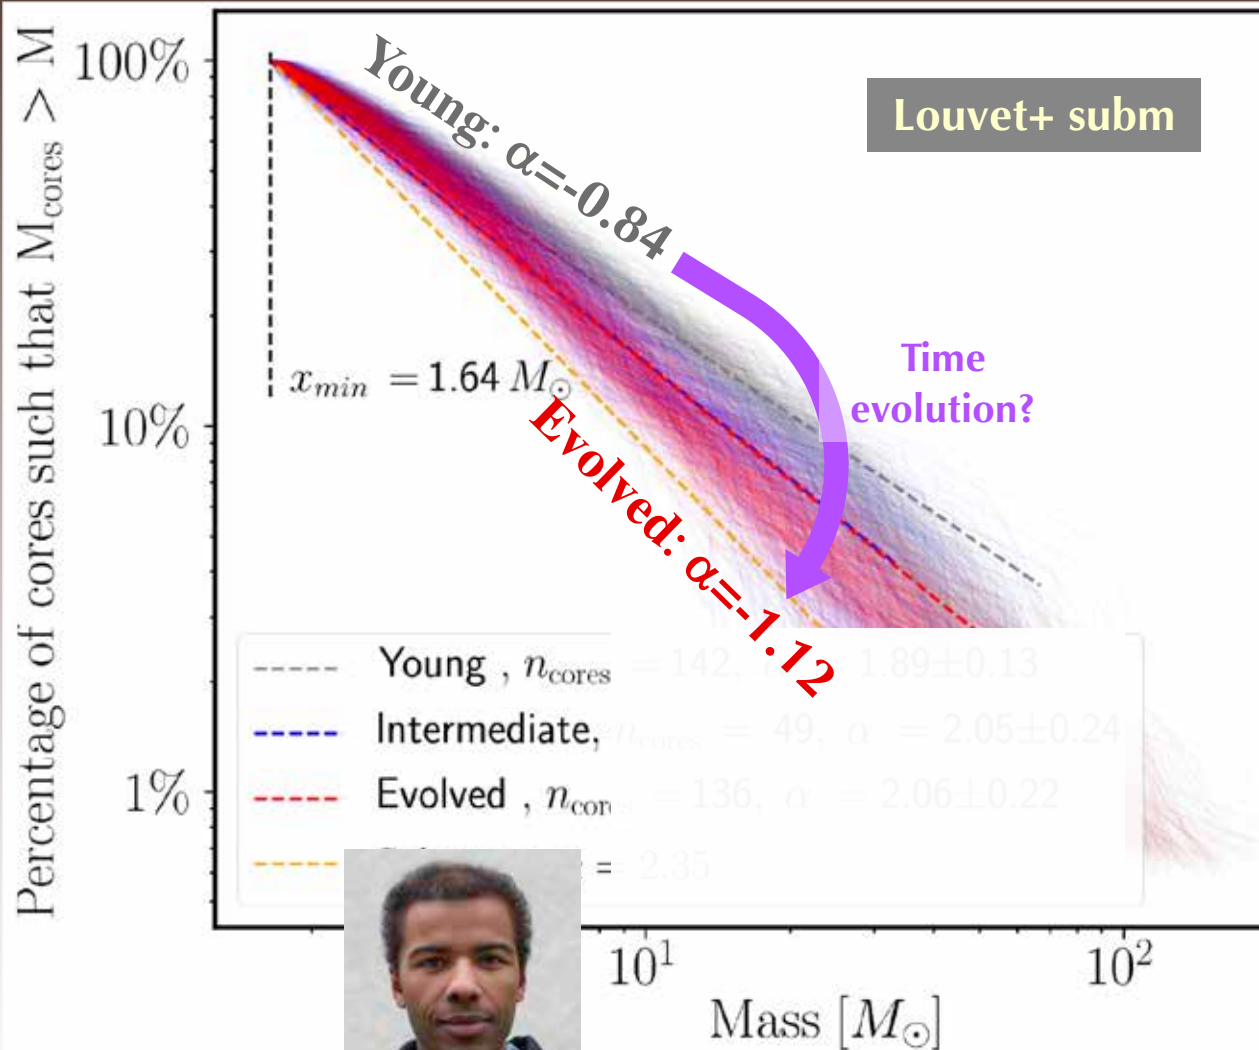 Percentage of cores such that M_cores > M
100%
10%
1%
Young: α=-0.84
Louvet+ subm
Time
evolution?
x_min = 1.64 M_⊙
Evolved: α=-1.12
Young , n_cores = 142, 1.89±0.13
Intermediate, n_cores = 49, α = 2.05±0.24
Evolved , n_cores = 136, α = 2.06±0.22
= 2.35
10^1
10^2
Mass [M_⊙]